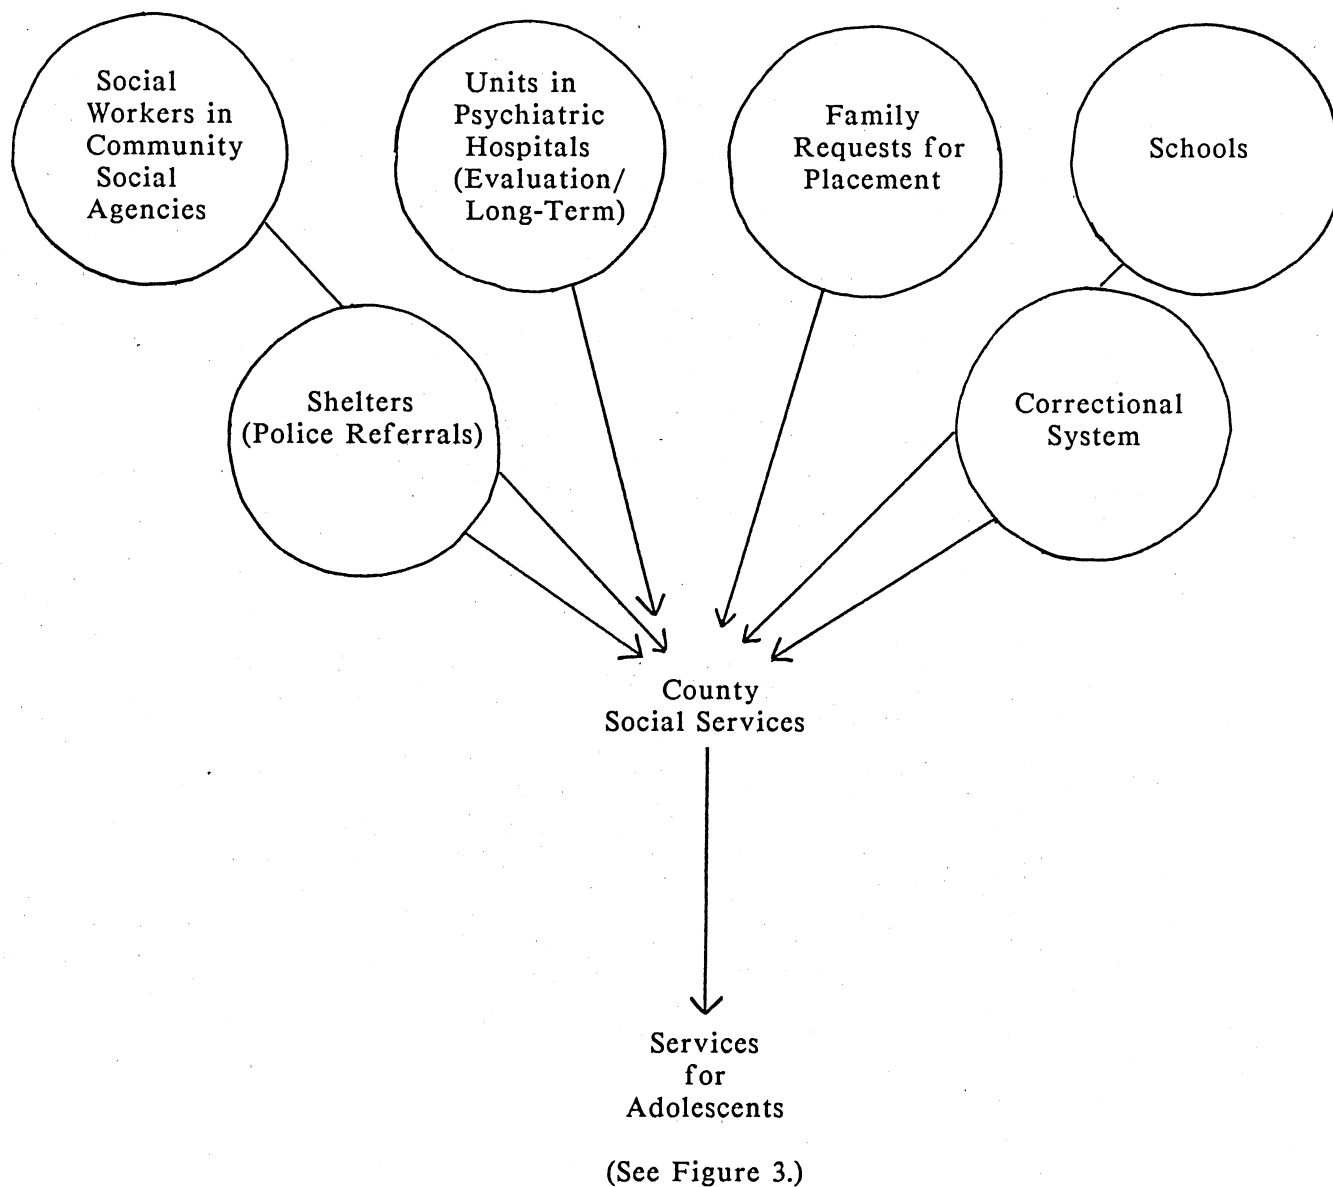 Social
Workers in
Community
Social
Agencies
Units in
Psychiatric
Hospitals
(Evaluation/
Long-Term)
Family
Requests for
Placement
Schools
Shelters
(Police Referrals)
Correctional
System
County
Social Services
Services
for
Adolescents
(See Figure 3.)